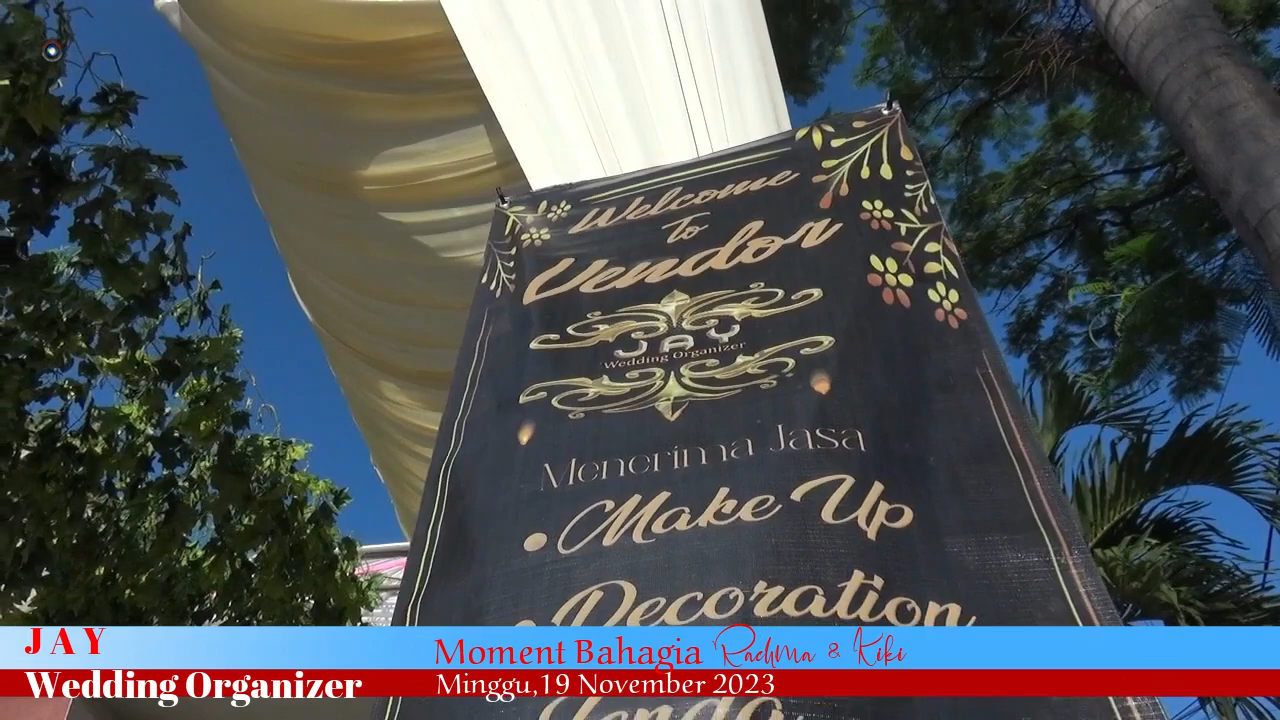 Welcome
To
Vendor
JAY
Wedding Organizer
Menerima Jasa
• Make Up
• Decoration
Tenda
JAY
Wedding Organizer
Moment Bahagia Rachma & Kiki
Minggu,19 November 2023